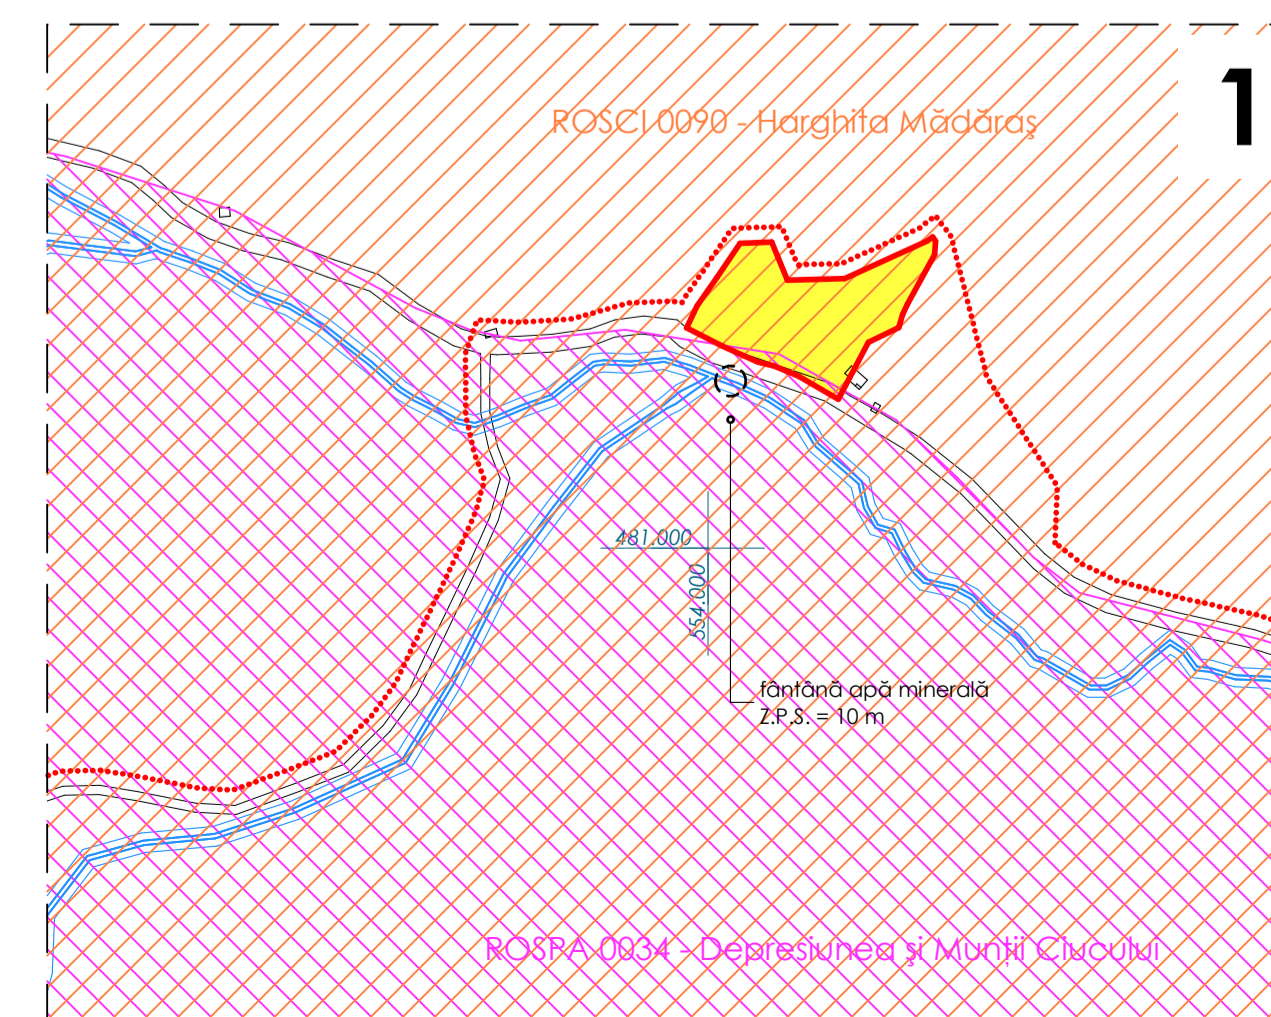 1
ROSCI 0090 - Harghita Mădăraş
481.000
554.000
fântână apă minerală
Z.P.S. = 10 m
ROSPA 0034 - Depresiunea şi Munţii Ciucului